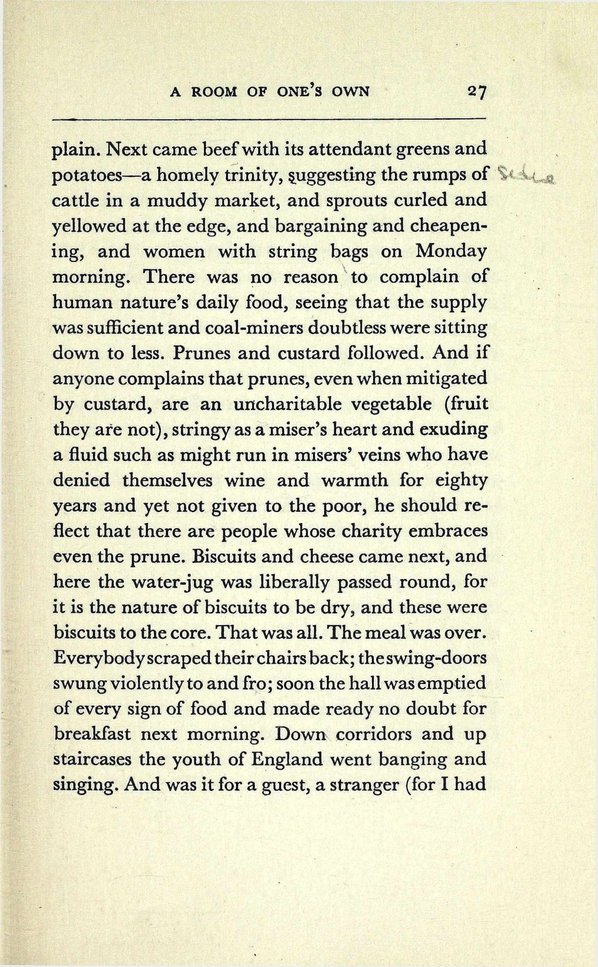 A ROOM OF ONE'S OWN 27
plain. Next came beef with its attendant greens and
potatoes—a homely trinity, suggesting the rumps of
cattle in a muddy market, and sprouts curled and
yellowed at the edge, and bargaining and cheapen-
ing, and women with string bags on Monday
morning. There was no reason to complain of
human nature's daily food, seeing that the supply
was sufficient and coal-miners doubtless were sitting
down to less. Prunes and custard followed. And if
anyone complains that prunes, even when mitigated
by custard, are an uncharitable vegetable (fruit
they are not), stringy as a miser's heart and exuding
a fluid such as might run in misers' veins who have
denied themselves wine and warmth for eighty
years and yet not given to the poor, he should re-
flect that there are people whose charity embraces
even the prune. Biscuits and cheese came next, and
here the water-jug was liberally passed round, for
it is the nature of biscuits to be dry, and these were
biscuits to the core. That was all. The meal was over.
Everybody scraped their chairs back; the swing-doors
swung violently to and fro; soon the hall was emptied
of every sign of food and made ready no doubt for
breakfast next morning. Down corridors and up
staircases the youth of England went banging and
singing. And was it for a guest, a stranger (for I had